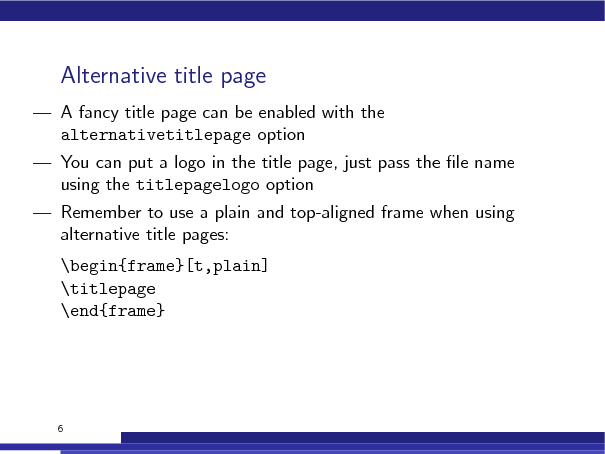 Alternative title page
— A fancy title page can be enabled with the
alternativetitlepage option
— You can put a logo in the title page, just pass the file name
using the titlepagelogo option
— Remember to use a plain and top-aligned frame when using
alternative title pages:
\begin{frame}[t,plain]
\titlepage
\end{frame}
6